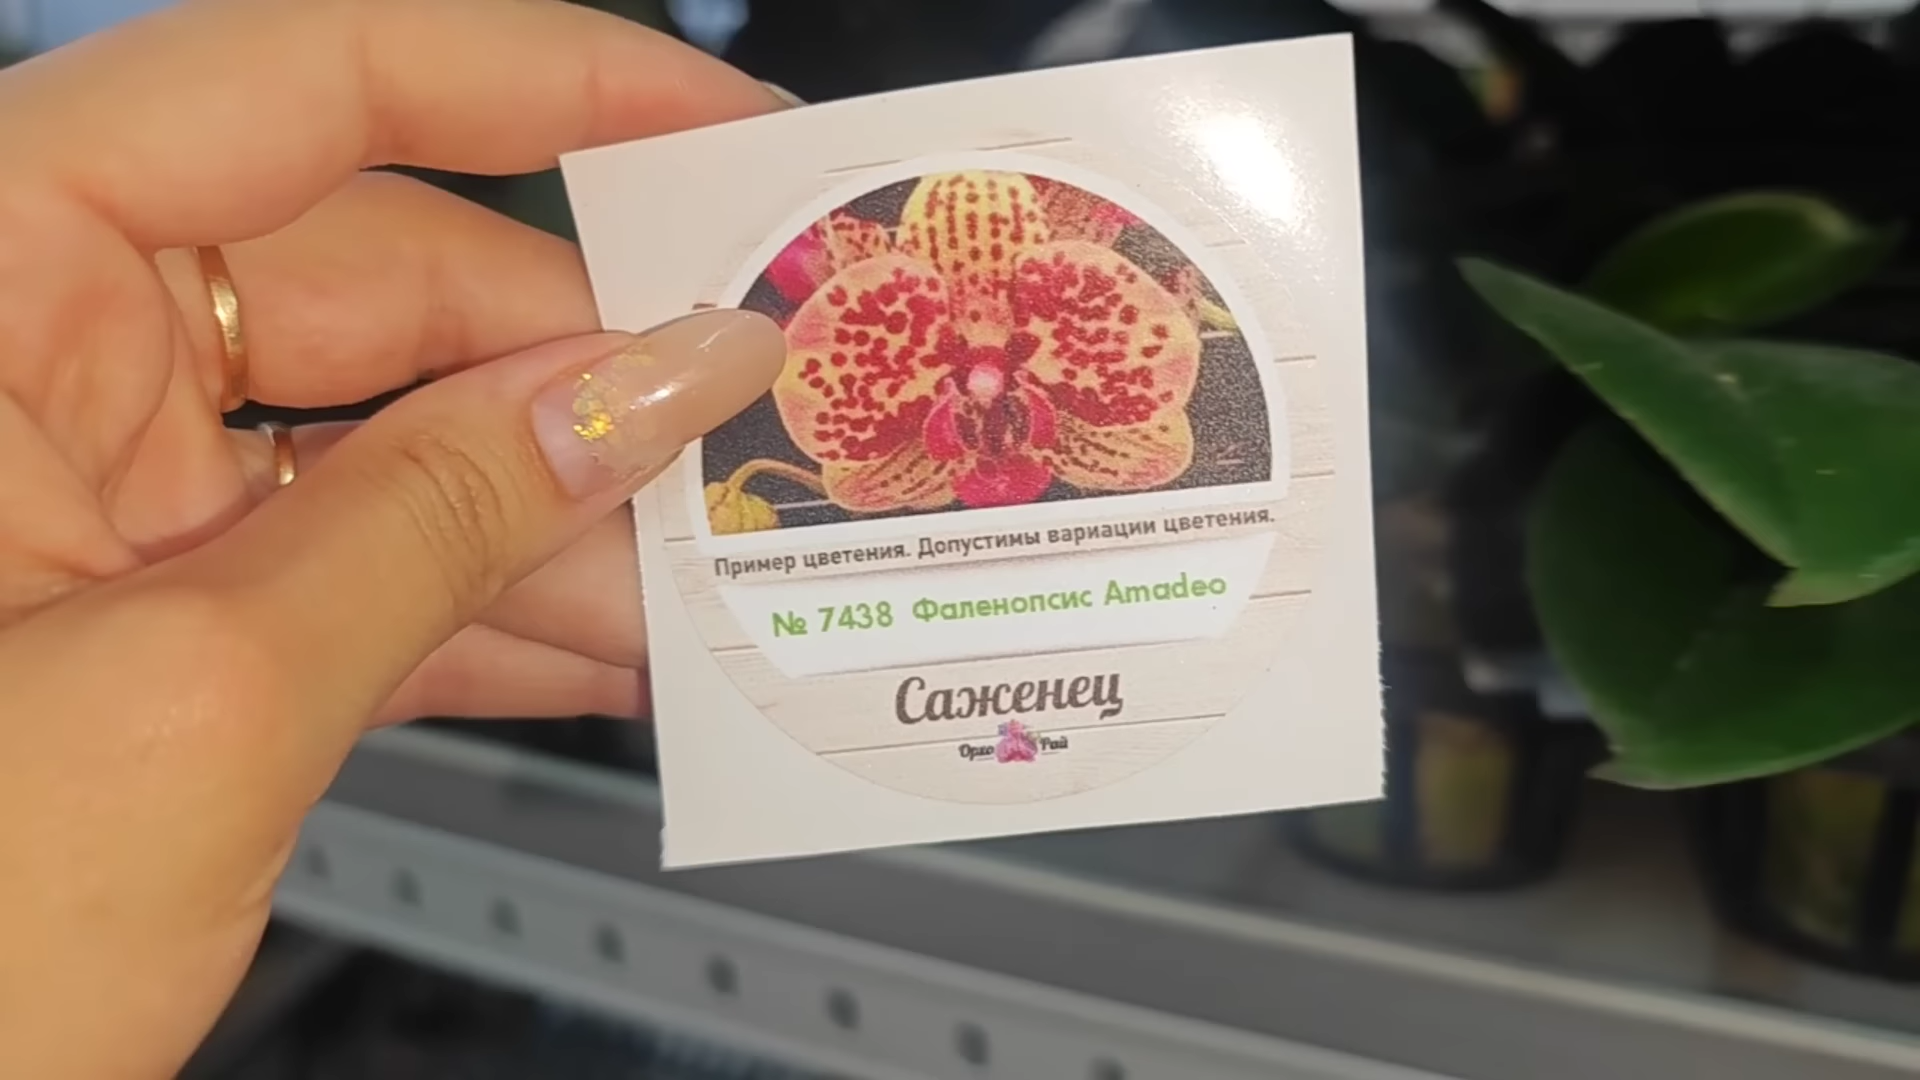 Пример цветения. Допустимы вариации цветения.
№ 7438 Фаленопсис Amadeo
Саженец
Орхо Рай